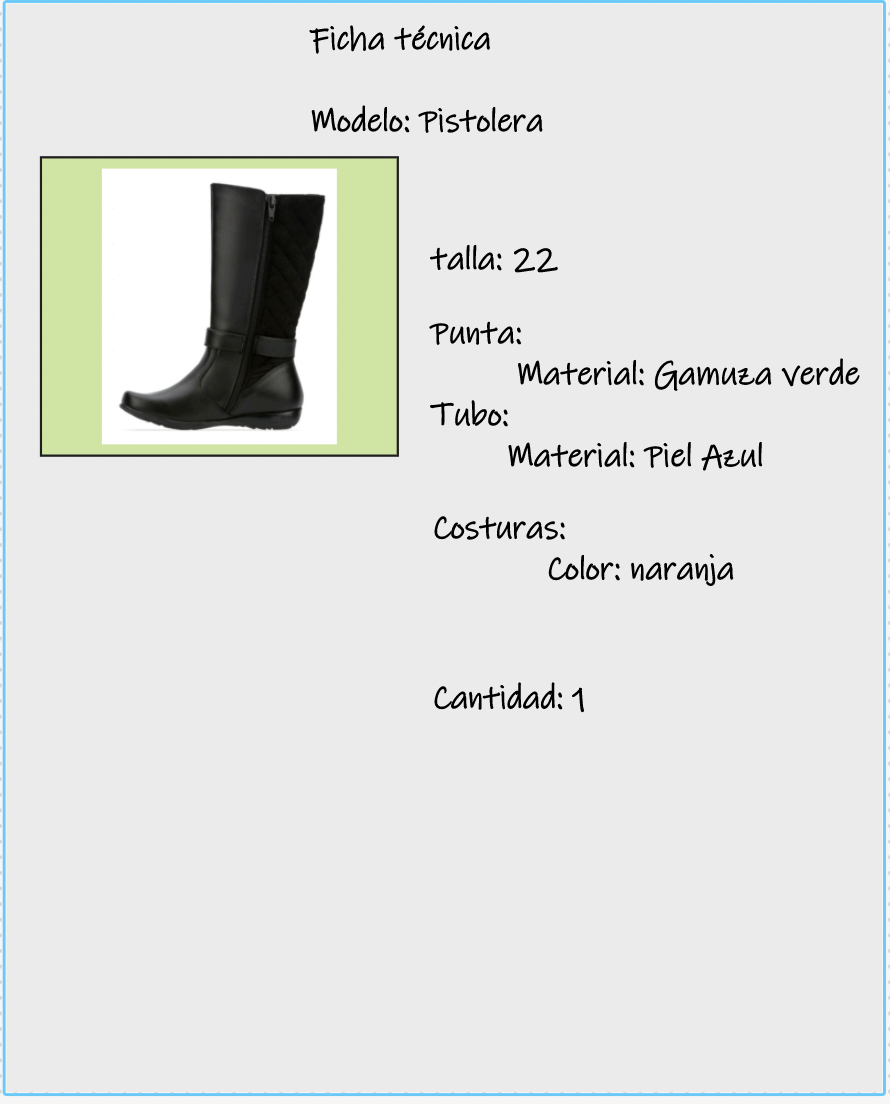 Ficha técnica
Modelo: Pistolera
talla: 22
Punta:
Material: Gamuza verde
Tubo:
Material: Piel Azul
Costuras:
Color: naranja
Cantidad: 1